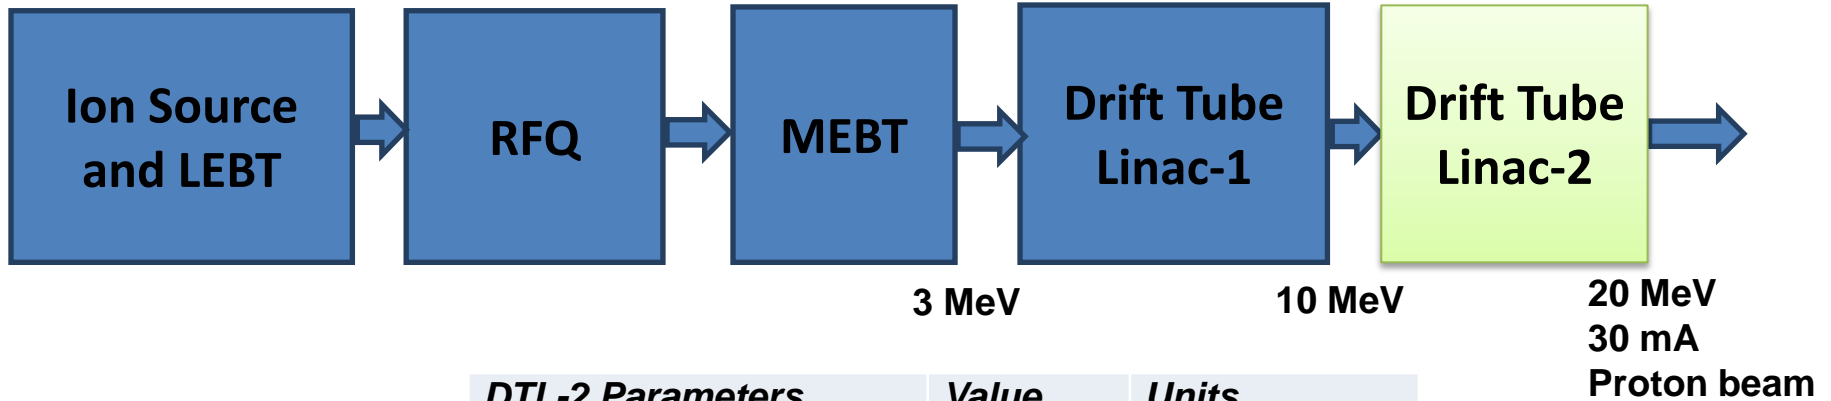 Ion Source
and LEBT
RFQ
MEBT
Drift Tube
Linac-1
Drift Tube
Linac-2
3 MeV
10 MeV
20 MeV
30 mA
Proton beam
DTL-2 Parameters Value Units